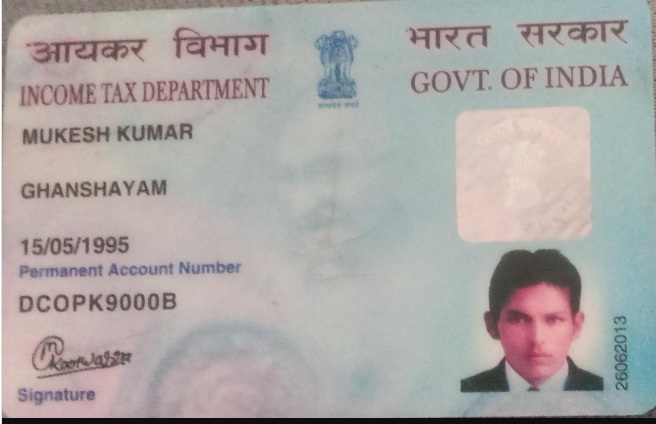 आयकर विभाग
भारत सरकार
INCOME TAX DEPARTMENT
GOVT. OF INDIA
सत्यमेव जयते
MUKESH KUMAR
GHANSHAYAM
15/05/1995
Permanent Account Number
DCOPK9000B
Signature
26062013